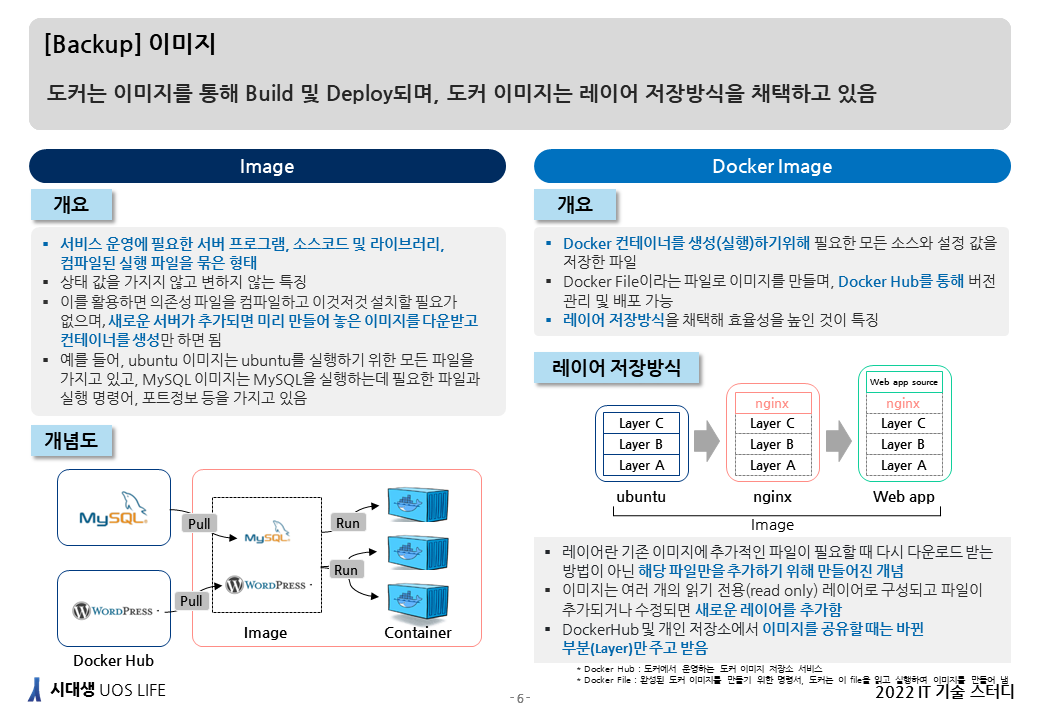 [Backup] 이미지
도커는 이미지를 통해 Build 및 Deploy되며, 도커 이미지는 레이어 저장방식을 채택하고 있음
Image
개요
▪ 서비스 운영에 필요한 서버 프로그램, 소스코드 및 라이브러리,
컴파일된 실행 파일을 묶은 형태
▪ 상태 값을 가지지 않고 변하지 않는 특징
▪ 이를 활용하면 의존성 파일을 컴파일하고 이것저것 설치할 필요가
없으며, 새로운 서버가 추가되면 미리 만들어 놓은 이미지를 다운받고
컨테이너를 생성만 하면 됨
▪ 예를 들어, ubuntu 이미지는 ubuntu를 실행하기 위한 모든 파일을
가지고 있고, MySQL 이미지는 MySQL을 실행하는데 필요한 파일과
실행 명령어, 포트정보 등을 가지고 있음
개념도
MySQL
WORDPRESS
Docker Hub
Pull
Pull
MySQL
WORDPRESS
Image
Run
Run
Container
Docker Image
개요
▪ Docker 컨테이너를 생성(실행)하기위해 필요한 모든 소스와 설정 값을
저장한 파일
▪ Docker File이라는 파일로 이미지를 만들며, Docker Hub를 통해 버전
관리 및 배포 가능
▪ 레이어 저장방식을 채택해 효율성을 높인 것이 특징
레이어 저장방식
Layer C
Layer B
Layer A
ubuntu
nginx
Layer C
Layer B
Layer A
nginx
Web app source
nginx
Layer C
Layer B
Layer A
Web app
Image
▪ 레이어란 기존 이미지에 추가적인 파일이 필요할 때 다시 다운로드 받는
방법이 아닌 해당 파일만을 추가하기 위해 만들어진 개념
▪ 이미지는 여러 개의 읽기 전용(read only) 레이어로 구성되고 파일이
추가되거나 수정되면 새로운 레이어를 추가함
▪ DockerHub 및 개인 저장소에서 이미지를 공유할 때는 바뀐
부분(Layer)만 주고 받음
* Docker Hub : 도커에서 운영하는 도커 이미지 저장소 서비스
* Docker File : 완성된 도커 이미지를 만들기 위한 명령서, 도커는 이 file을 읽고 실행하여 이미지를 만들어 냄
시대생 UOS LIFE
- 6 -
2022 IT 기술 스터디